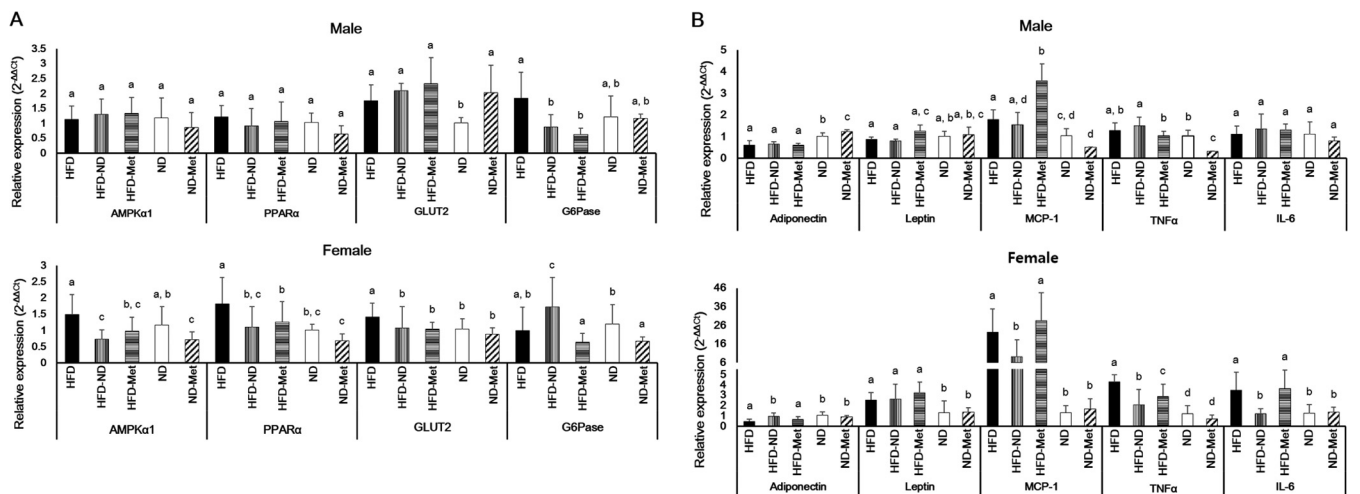 A
Male
Relative expression (2^-ΔΔCt)
3.5
3
2.5
2
1.5
1
0.5
0
a a a a a
a a a a a
a a a b a
a b b a, b a, b
HFD HFD-ND HFD-Met ND ND-Met HFD HFD-ND HFD-Met ND ND-Met HFD HFD-ND HFD-Met ND ND-Met HFD HFD-ND HFD-Met ND ND-Met
AMPKα1 PPARα GLUT2 G6Pase
Female
Relative expression (2^-ΔΔCt)
3
2.5
2
1.5
1
0.5
0
a c b, c a, b c
a b, c b b, c c
a b b b b
a, b c a b a
HFD HFD-ND HFD-Met ND ND-Met HFD HFD-ND HFD-Met ND ND-Met HFD HFD-ND HFD-Met ND ND-Met HFD HFD-ND HFD-Met ND ND-Met
AMPKα1 PPARα GLUT2 G6Pase
B
Male
Relative expression (2^-ΔΔCt)
5
4
3
2
1
0
a a a b c
a, b a a, c a, b, c a, b, c
a a, d b c, d d
a, b a b b c
a a a a a
HFD HFD-ND HFD-Met ND ND-Met HFD HFD-ND HFD-Met ND ND-Met HFD HFD-ND HFD-Met ND ND-Met HFD HFD-ND HFD-Met ND ND-Met HFD HFD-ND HFD-Met ND ND-Met
Adiponectin Leptin MCP-1 TNFα IL-6
Female
Relative expression (2^-ΔΔCt)
46
36
26
16
6
5
4
3
2
1
0
a b a b b
a a a b b
a b a b b
a b c d d
a b a b b
HFD HFD-ND HFD-Met ND ND-Met HFD HFD-ND HFD-Met ND ND-Met HFD HFD-ND HFD-Met ND ND-Met HFD HFD-ND HFD-Met ND ND-Met HFD HFD-ND HFD-Met ND ND-Met
Adiponectin Leptin MCP-1 TNFα IL-6